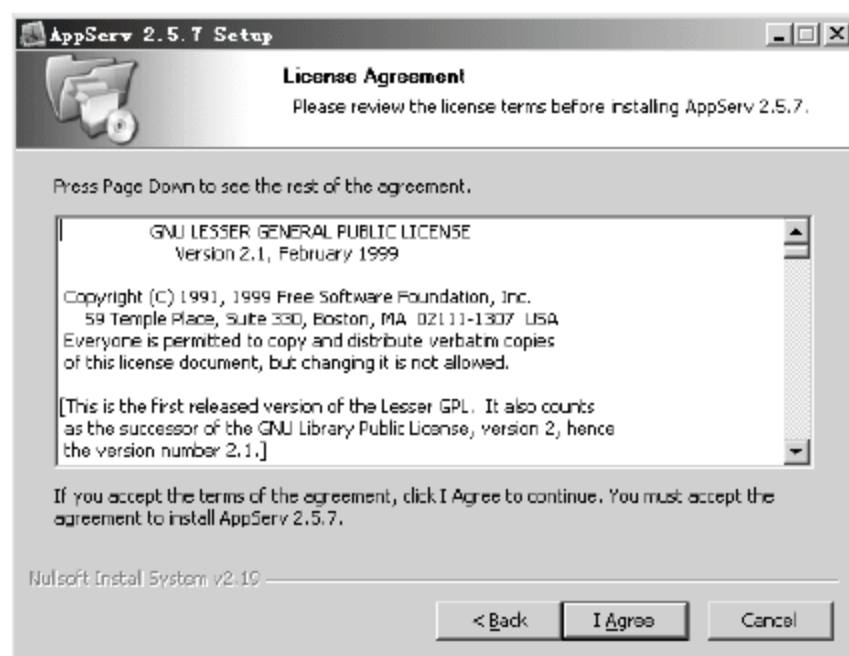 AppServ 2.5.7 Setup
License Agreement
Please review the license terms before installing AppServ 2.5.7.
Press Page Down to see the rest of the agreement.
GNU LESSER GENERAL PUBLIC LICENSE
Version 2.1, February 1999
Copyright (C) 1991, 1999 Free Software Foundation, Inc.
59 Temple Place, Suite 330, Boston, MA 02111-1307 USA
Everyone is permitted to copy and distribute verbatim copies
of this license document, but changing it is not allowed.
[This is the first released version of the Lesser GPL. It also counts
as the successor of the GNU Library Public License, version 2, hence
the version number 2.1.]
If you accept the terms of the agreement, click I Agree to continue. You must accept the
agreement to install AppServ 2.5.7.
Nullsoft Install System v2.19
< Back I Agree Cancel